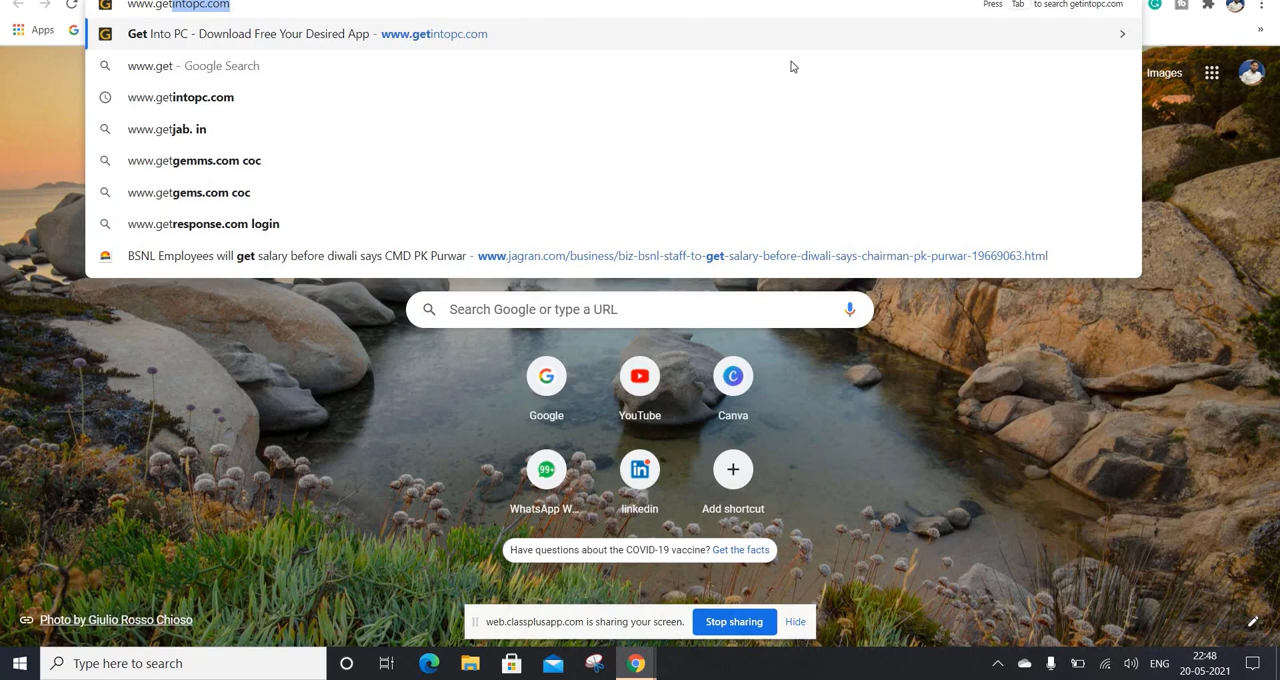 www.getintopc.com Press Tab to search getintopc.com
Apps »
Get Into PC - Download Free Your Desired App - www.getintopc.com
www.get - Google Search
Images
www.getintopc.com
www.getjab. in
www.getgemms.com coc
www.getgems.com coc
www.getresponse.com login
BSNL Employees will get salary before diwali says CMD PK Purwar - www.jagran.com/business/biz-bsnl-staff-to-get-salary-before-diwali-says-chairman-pk-purwar-19669063.html
Search Google or type a URL
Google YouTube Canva
99+
WhatsApp W... linkedin Add shortcut
Have questions about the COVID-19 vaccine? Get the facts
Photo by Giulio Rosso Chioso
web.classplusapp.com is sharing your screen. Stop sharing Hide
Type here to search
ENG
22:48
20-05-2021